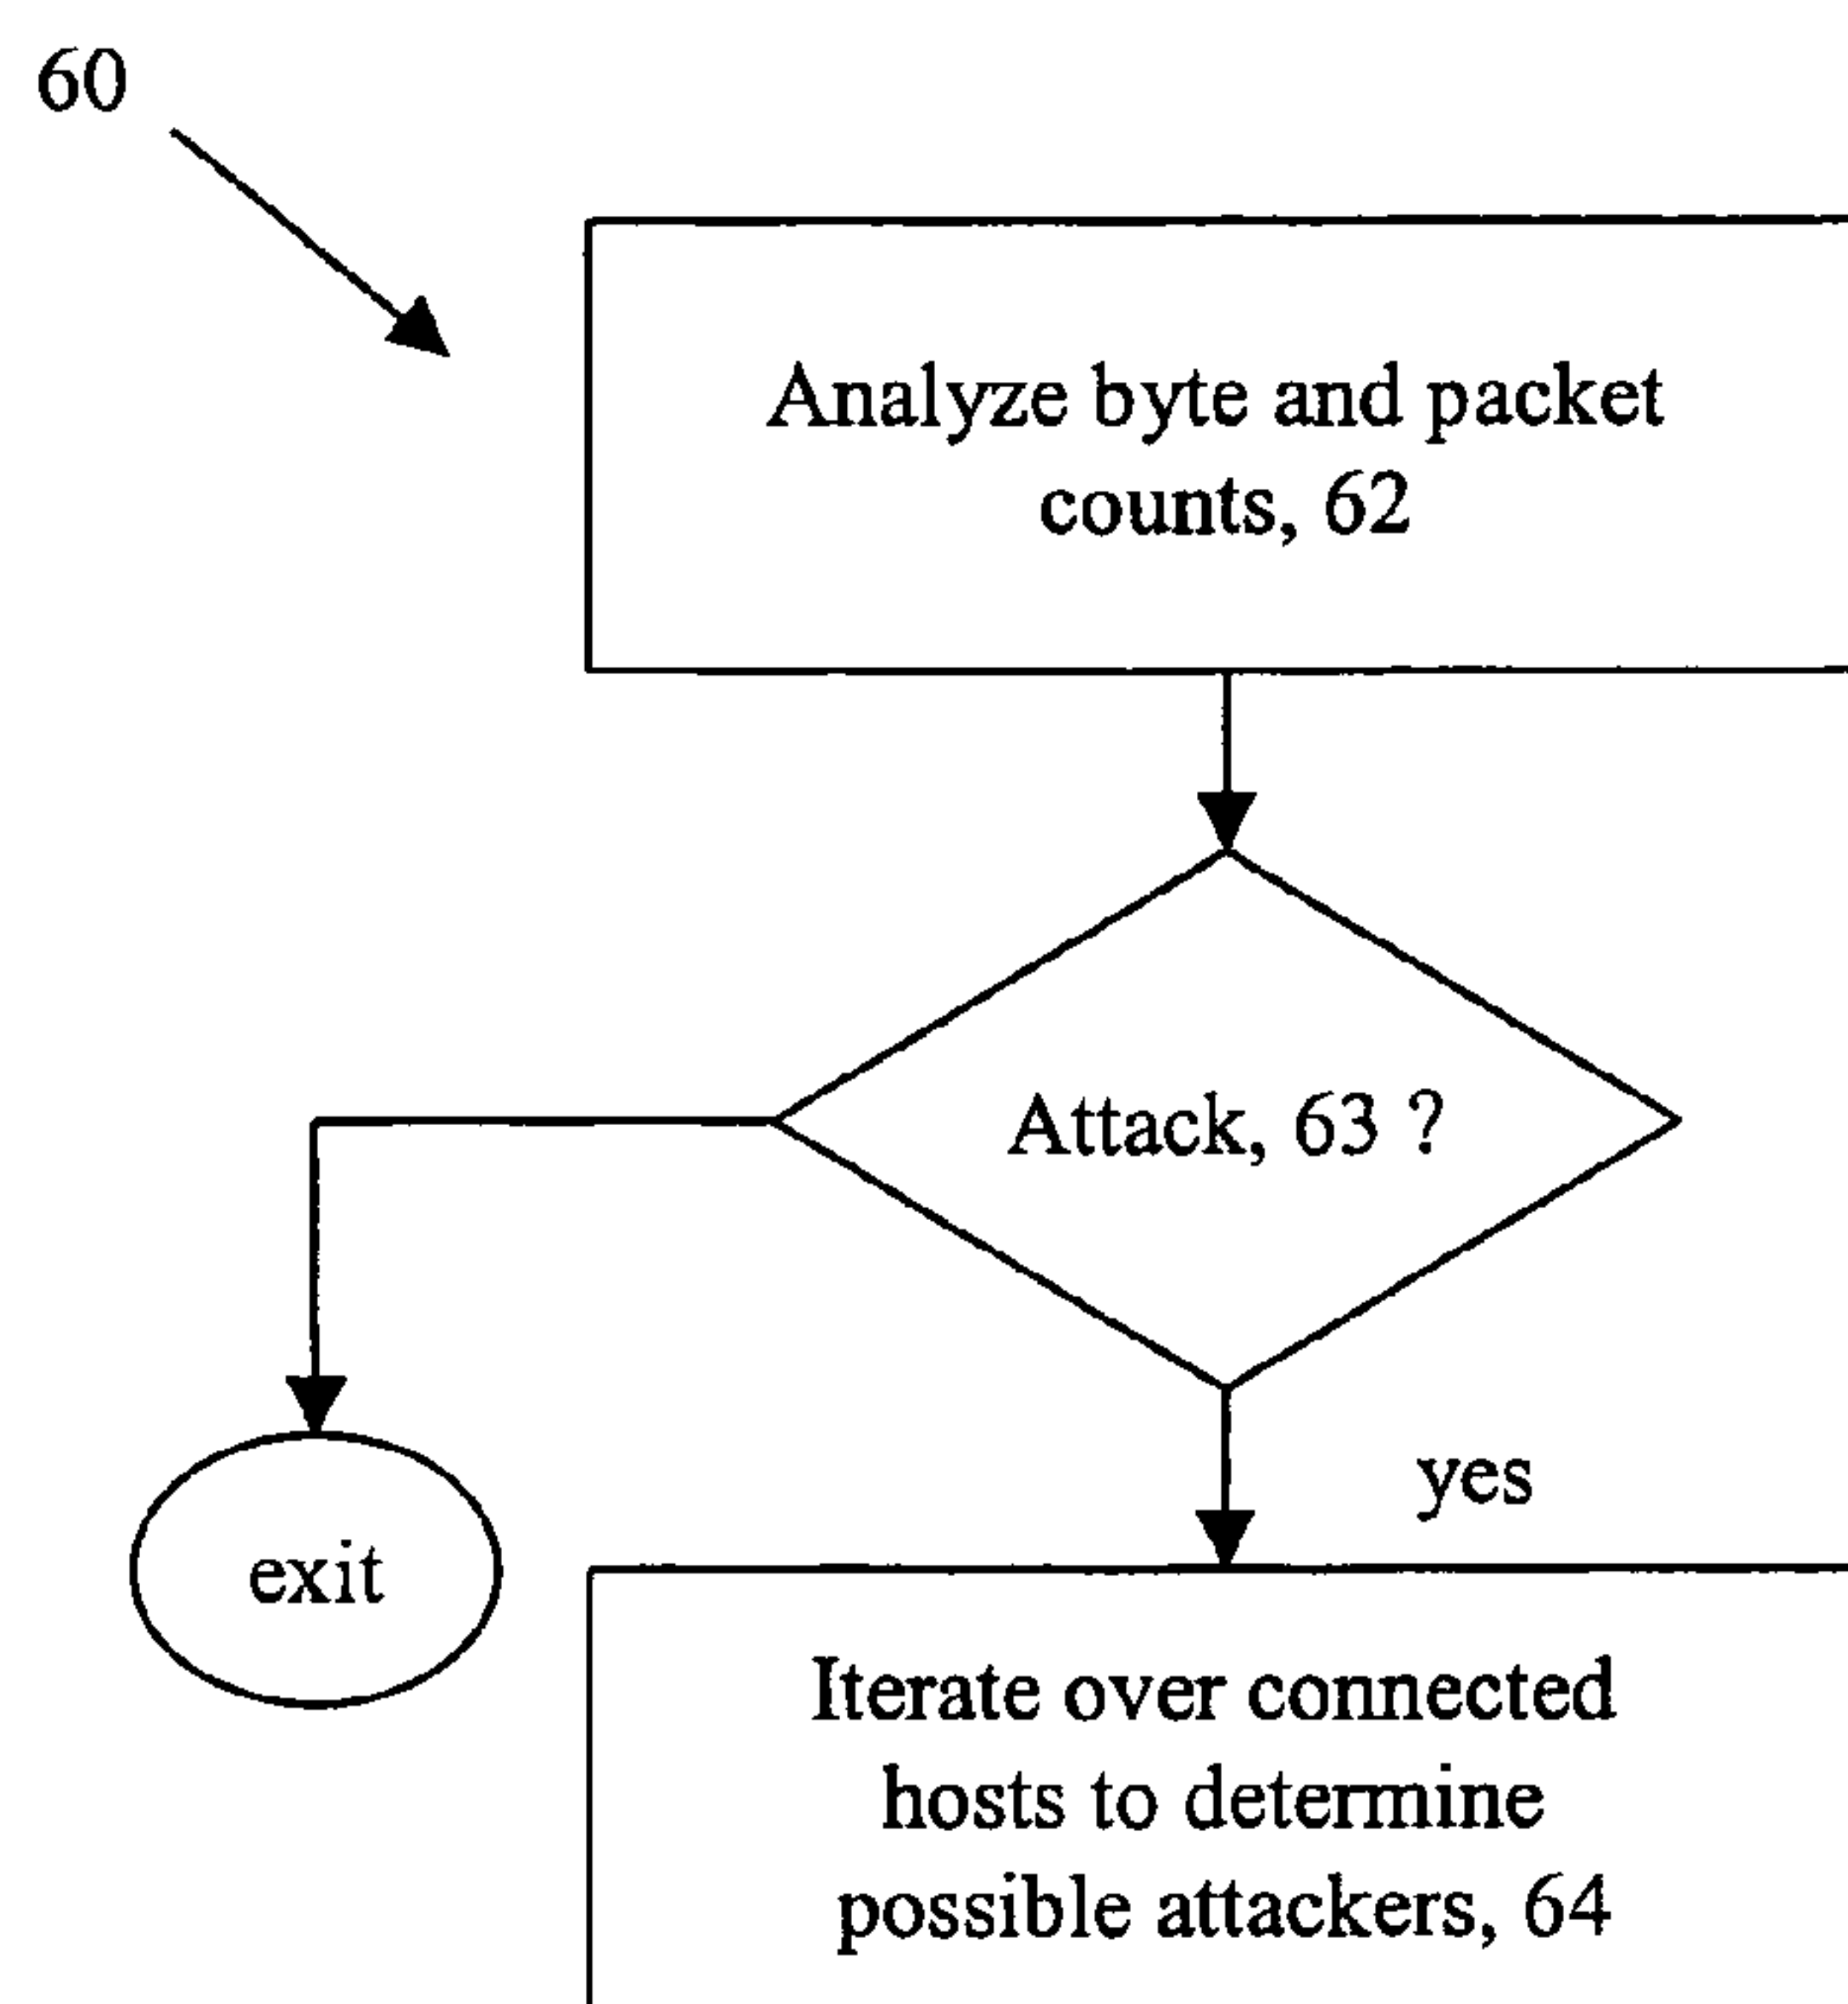 60
Analyze byte and packet
counts, 62
Attack, 63 ?
yes
exit
Iterate over connected
hosts to determine
possible attackers, 64